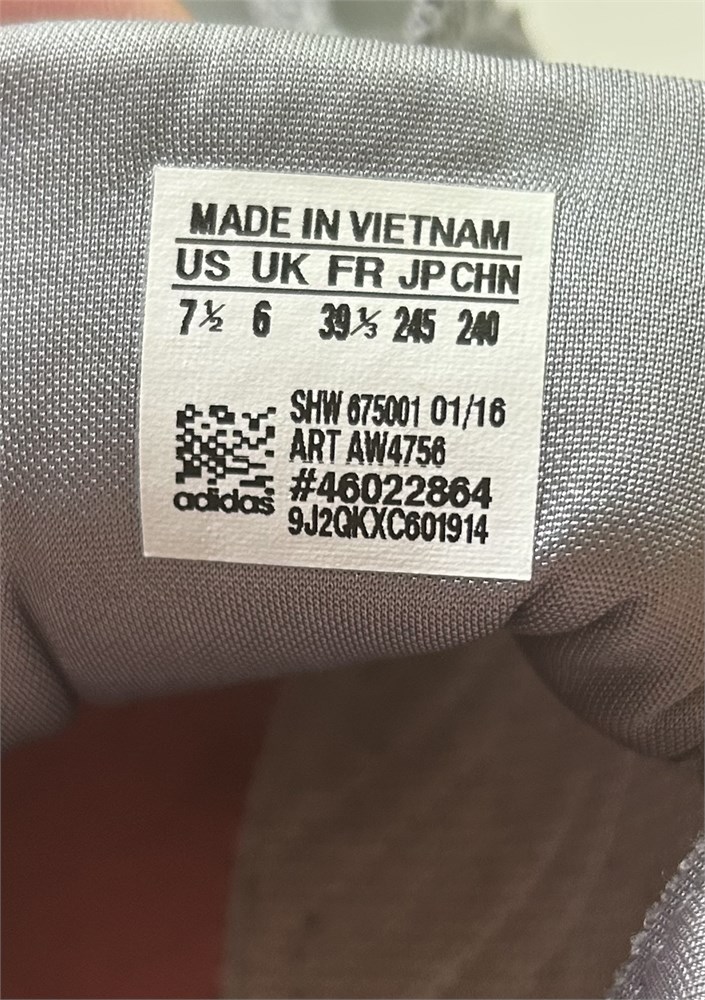 MADE IN VIETNAM
US UK FR JP CHN
7½ 6 39⅓ 245 240
SHW 675001 01/16
ART AW4756
#46022864
9J2QKXC601914
adidas